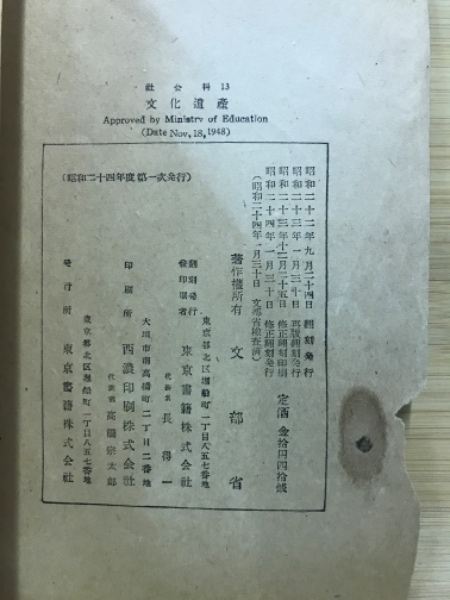 社会科 13
文化遺産
Approved by Ministry of Education
(Date Nov, 18, 1948)
昭和二十二年九月二十四日 翻刻発行
昭和二十三年一月三十日 再版翻刻発行
昭和二十三年十二月二十五日 修正翻刻印刷
昭和二十四年一月三十日 修正翻刻発行
(昭和二十四年一月三十日 文部省検査済)
定価 金拾円四拾銭
著作権所有 文部省
東京都北区堀船町一丁目八五七番地
翻刻発行
兼印刷者
東京書籍株式会社
代表者 長得一
大垣市南高橋町二丁目二番地
印刷所 西濃印刷株式会社
代表者 高橋宗太郎
東京都北区堀船町一丁目八五七番地
発行所 東京書籍株式会社
(昭和二十四年度第一次発行)